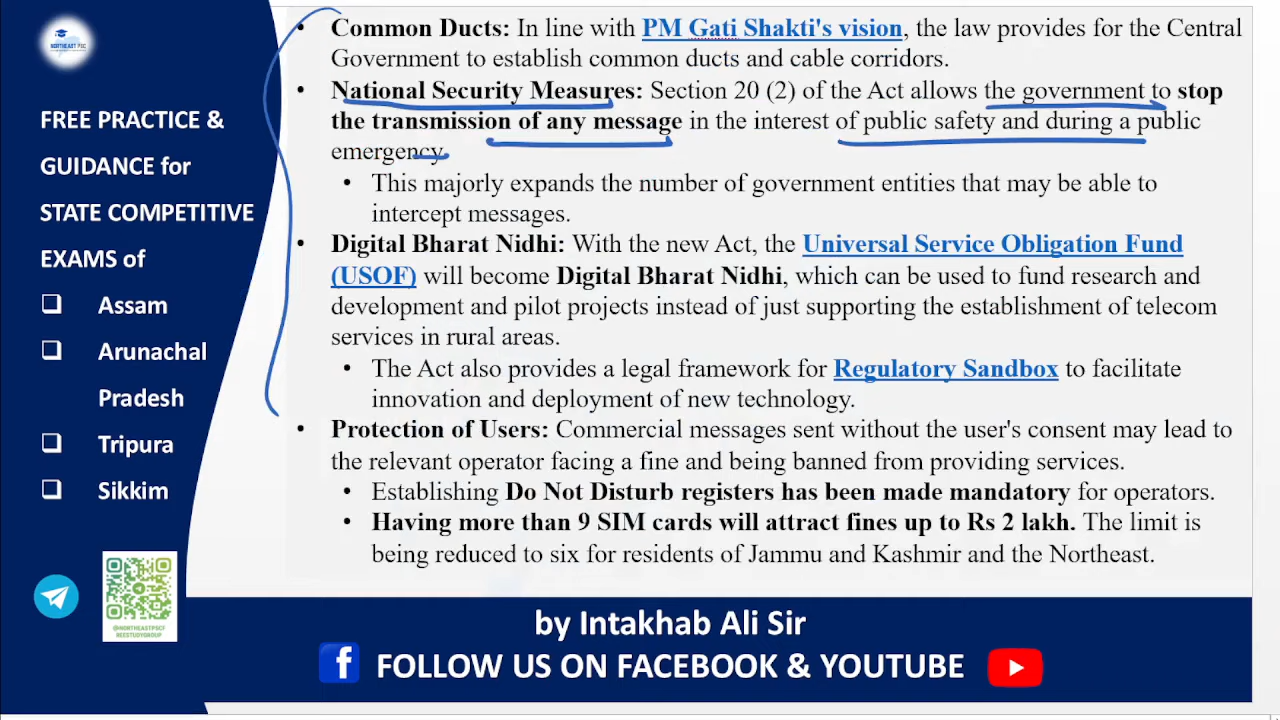 NORTHEAST PSC
FREE PRACTICE &
GUIDANCE for
STATE COMPETITIVE
EXAMS of
❑ Assam
❑ Arunachal
Pradesh
❑ Tripura
❑ Sikkim
@NORTHEASTPSCF
REESTUDYGROUP
• Common Ducts: In line with PM Gati Shakti's vision, the law provides for the Central
Government to establish common ducts and cable corridors.
• National Security Measures: Section 20 (2) of the Act allows the government to stop
the transmission of any message in the interest of public safety and during a public
emergency.
• This majorly expands the number of government entities that may be able to
intercept messages.
• Digital Bharat Nidhi: With the new Act, the Universal Service Obligation Fund
(USOF) will become Digital Bharat Nidhi, which can be used to fund research and
development and pilot projects instead of just supporting the establishment of telecom
services in rural areas.
• The Act also provides a legal framework for Regulatory Sandbox to facilitate
innovation and deployment of new technology.
• Protection of Users: Commercial messages sent without the user's consent may lead to
the relevant operator facing a fine and being banned from providing services.
• Establishing Do Not Disturb registers has been made mandatory for operators.
• Having more than 9 SIM cards will attract fines up to Rs 2 lakh. The limit is
being reduced to six for residents of Jammu and Kashmir and the Northeast.
by Intakhab Ali Sir
f FOLLOW US ON FACEBOOK & YOUTUBE